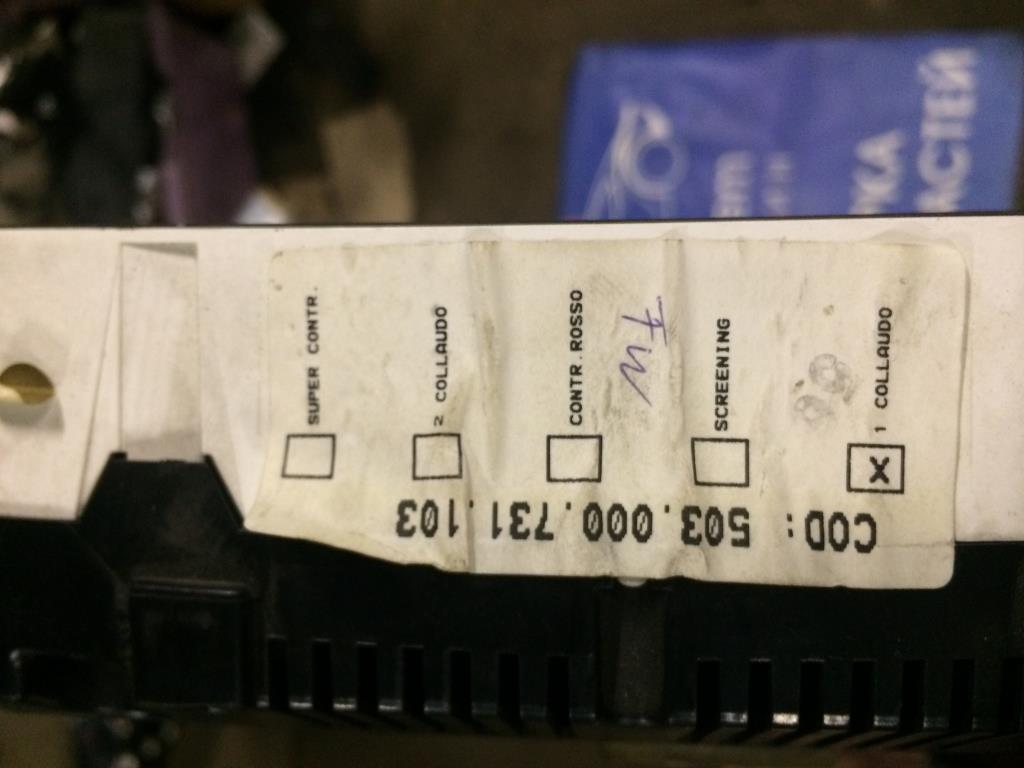 COD: 503.000.731.103
X 1 COLLAUDO
SCREENING
CONTR.ROSSO
2 COLLAUDO
SUPER CONTR.